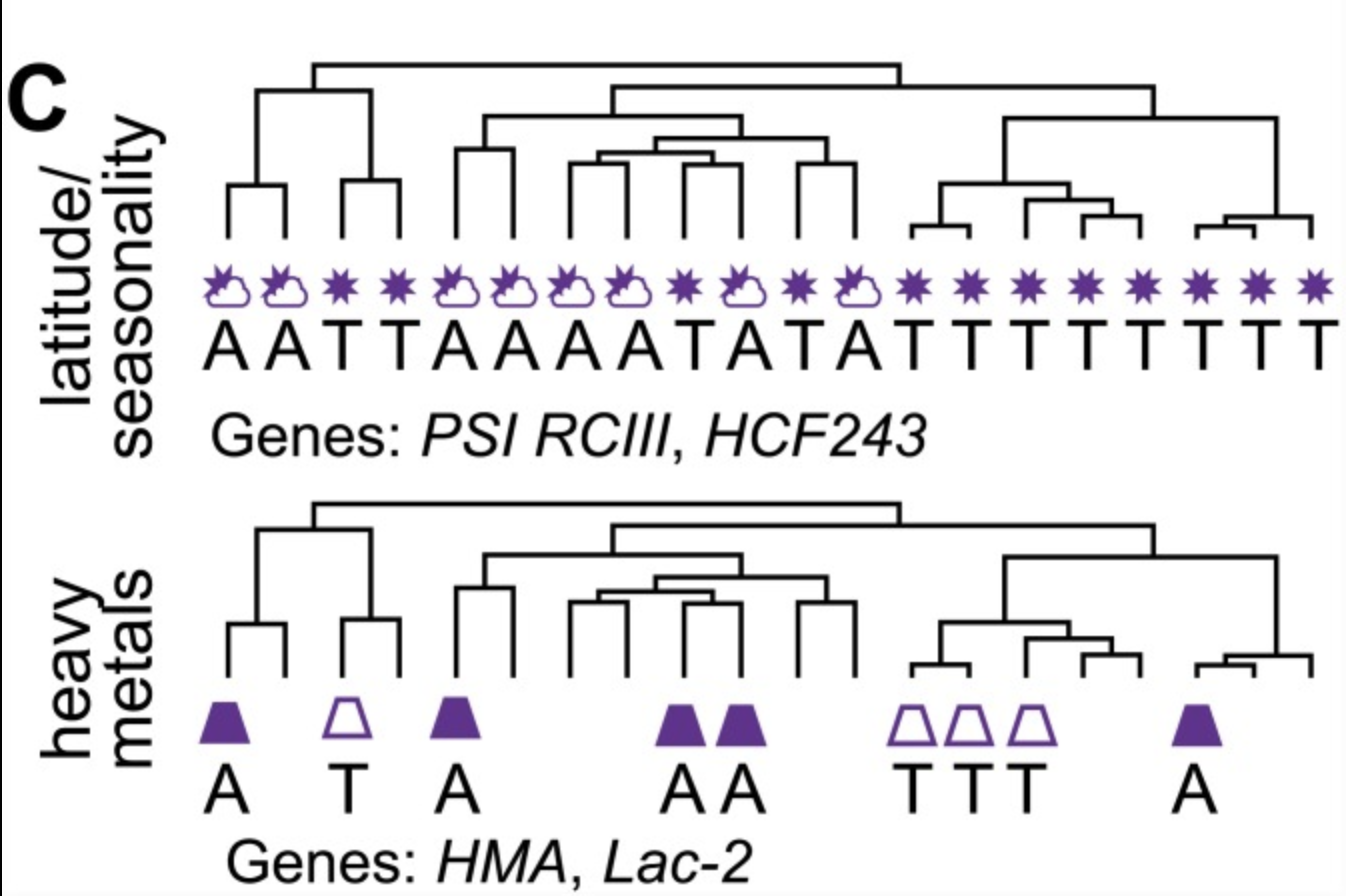 C
latitude/
seasonality
A A T T A A A A T A T A T T T T T T T T
Genes: PSI RCIII, HCF243
heavy
metals
A T A A A T T T A
Genes: HMA, Lac-2